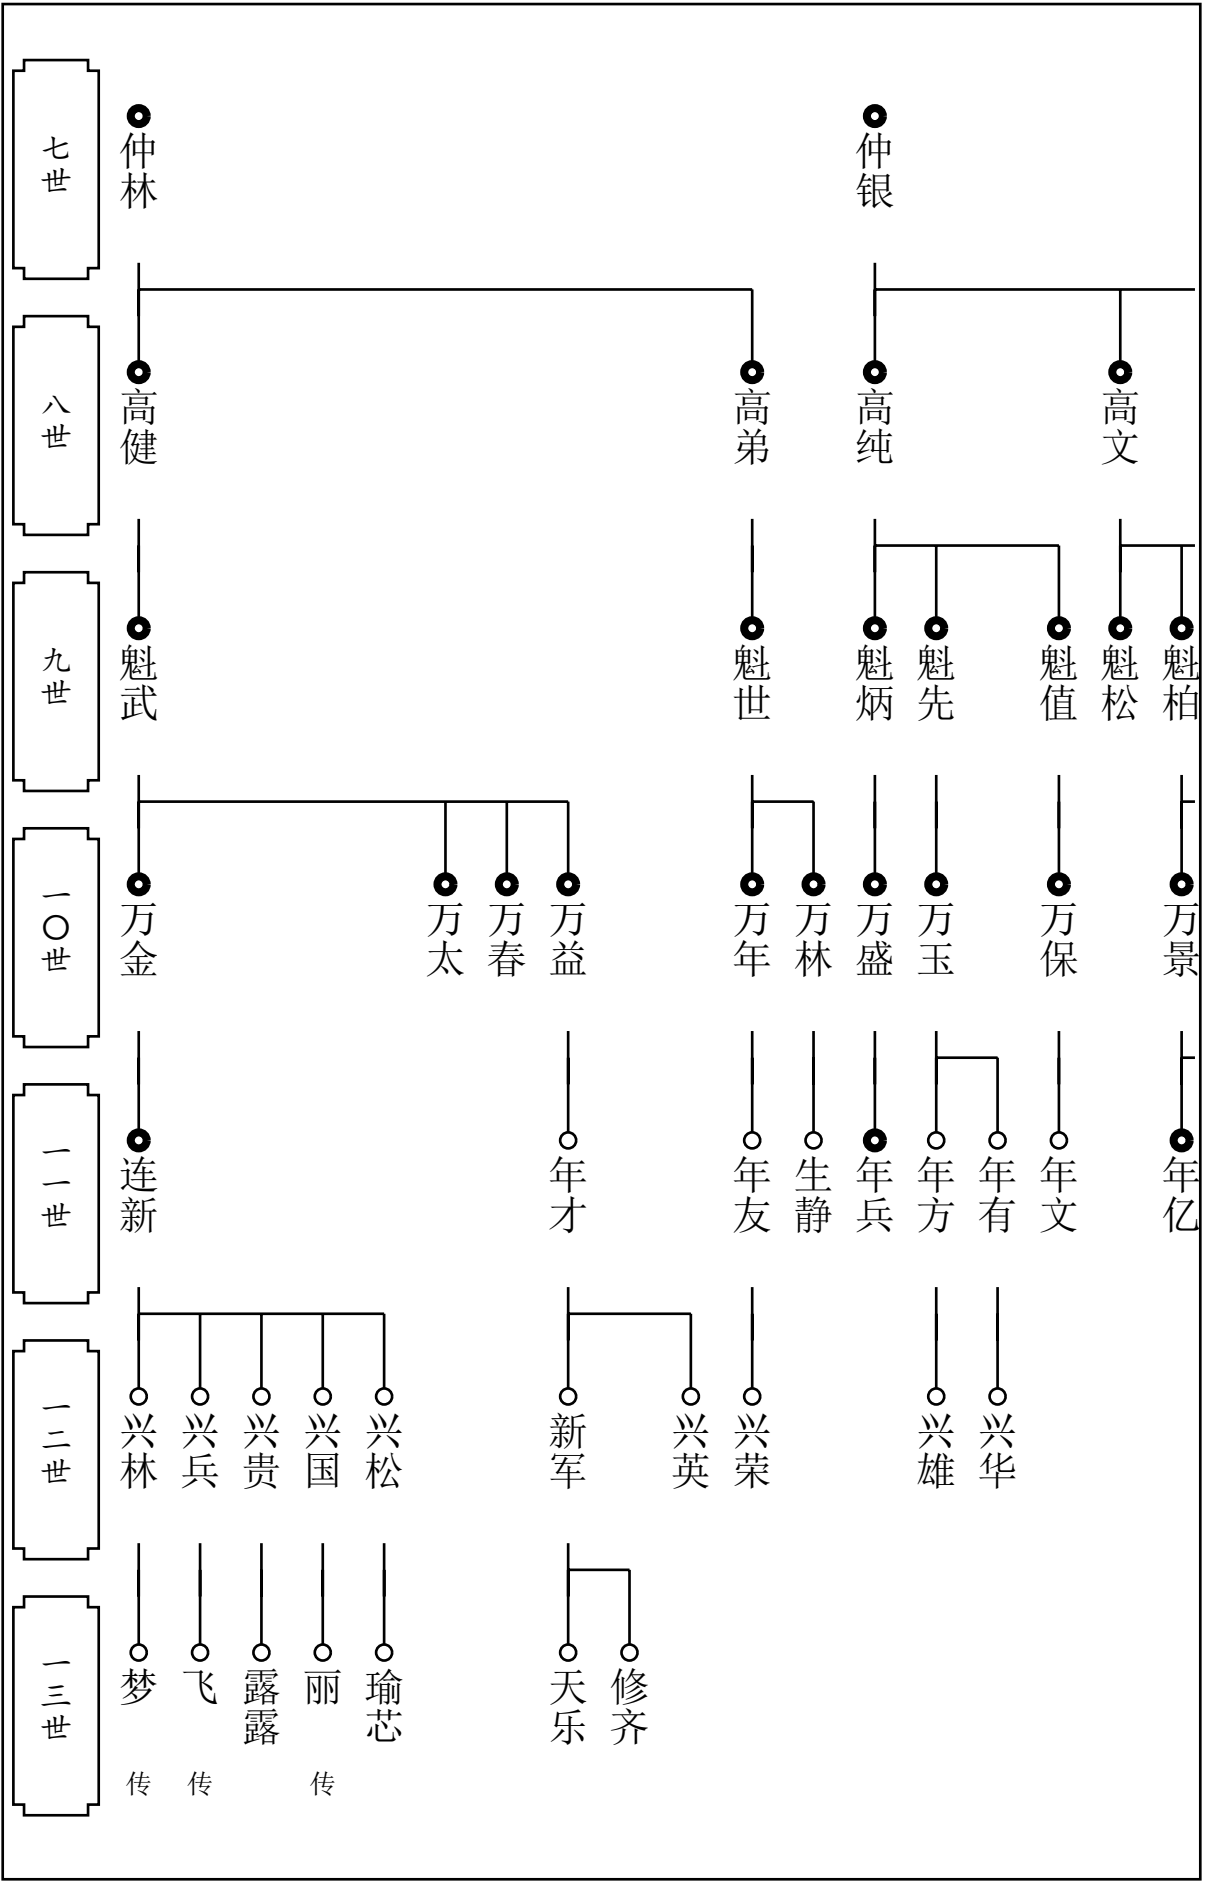 七世
仲林
仲银
八世
高健
高弟
高纯
高文
九世
魁武
魁世
魁炳
魁先
魁值
魁松
魁柏
一〇世
万金
万太
万春
万益
万年
万林
万盛
万玉
万保
万景
一一世
连新
年才
年友
生静
年兵
年方
年有
年文
年亿
一二世
兴林
兴兵
兴贵
兴国
兴松
新军
兴英
兴荣
兴雄
兴华
一三世
梦
飞
露露
丽
瑜芯
天乐
修齐
传
传
传